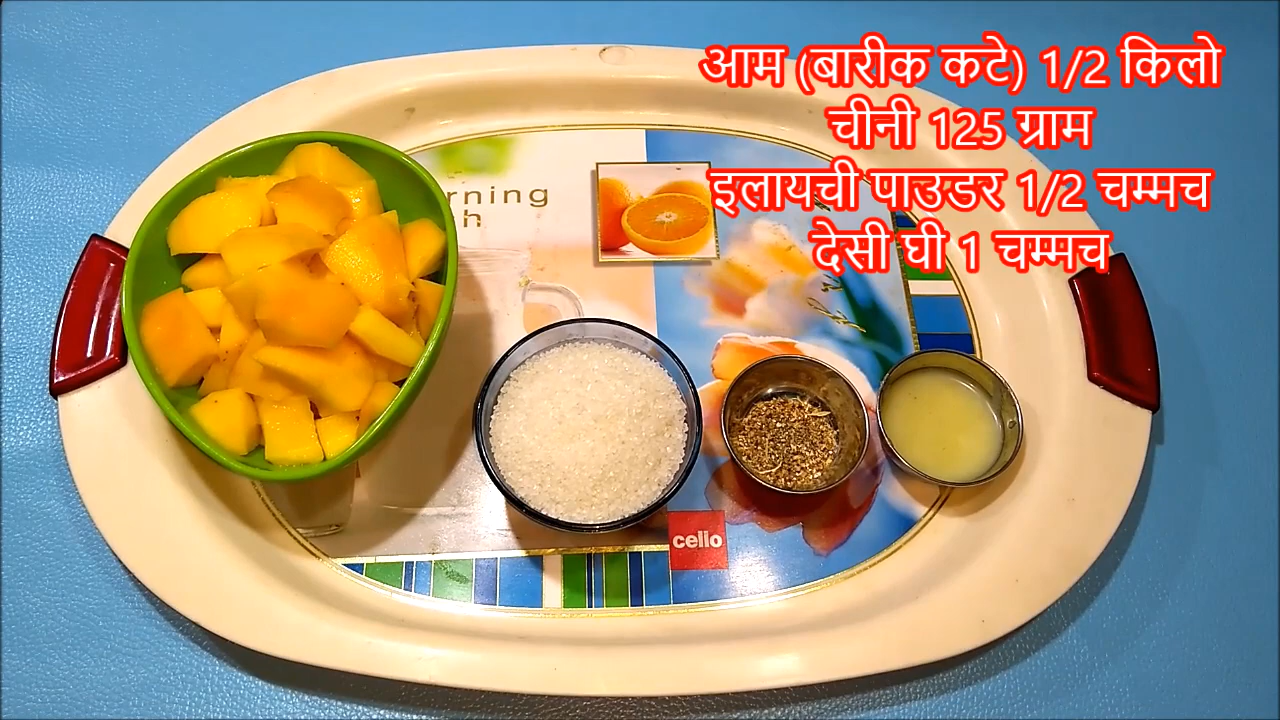 आम (बारीक कटे) 1/2 किलो
चीनी 125 ग्राम
इलायची पाउडर 1/2 चम्मच
देसी घी 1 चम्मच
rning
h
cello